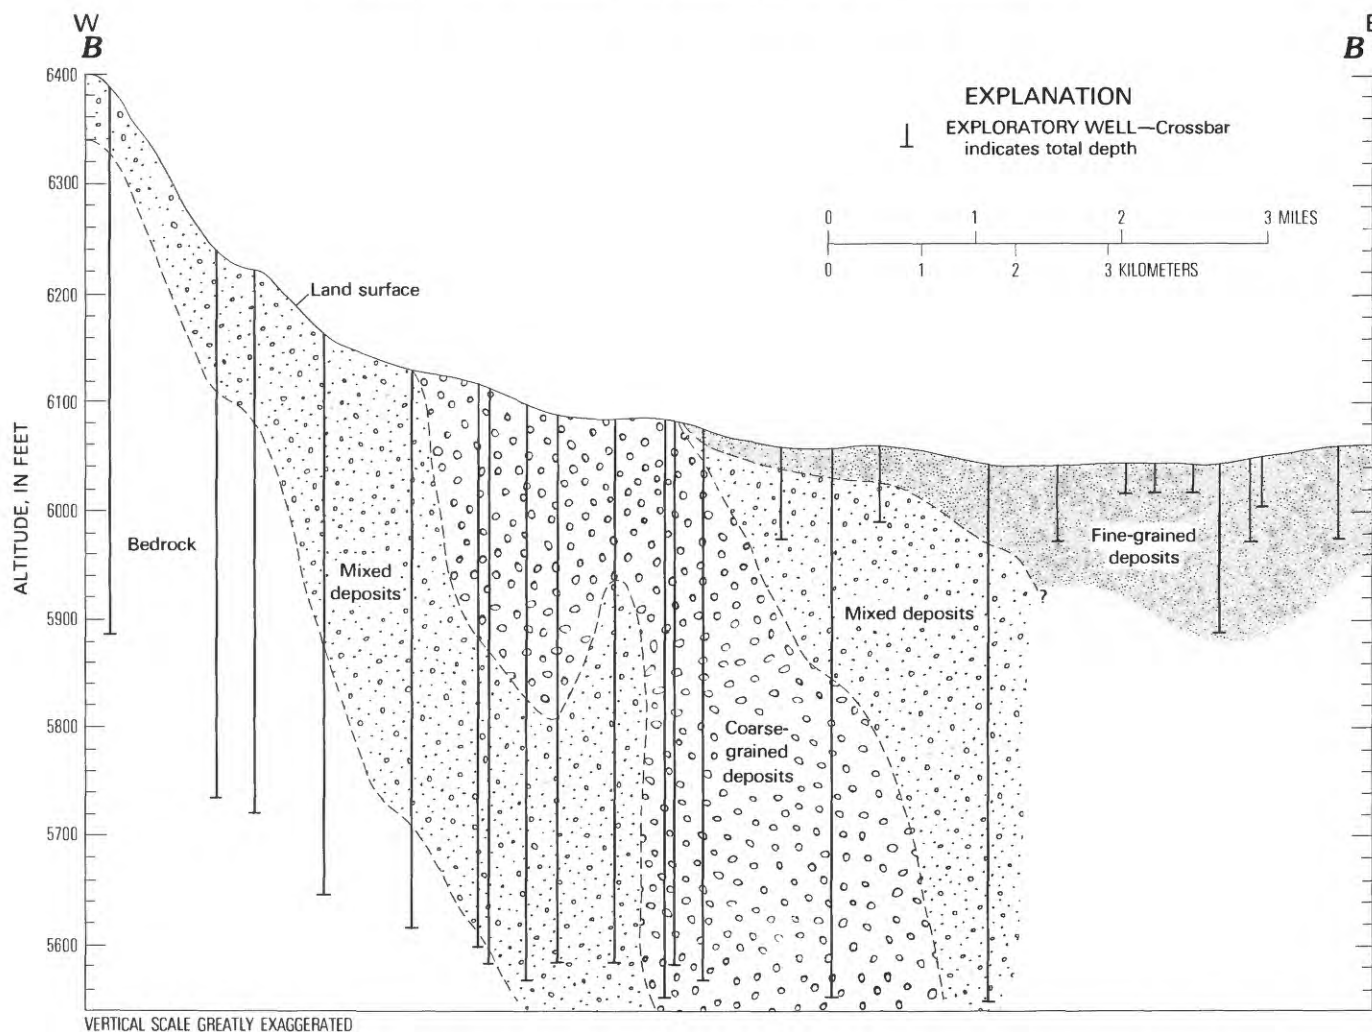 W
B
E
B
EXPLANATION
EXPLORATORY WELL—Crossbar
indicates total depth
0 1 2 3 MILES
0 1 2 3 KILOMETERS
ALTITUDE, IN FEET
6400
6300
6200
6100
6000
5900
5800
5700
5600
Land surface
Bedrock
Mixed
deposits
?
Coarse-
grained
deposits
Mixed deposits
?
Fine-grained
deposits
VERTICAL SCALE GREATLY EXAGGERATED